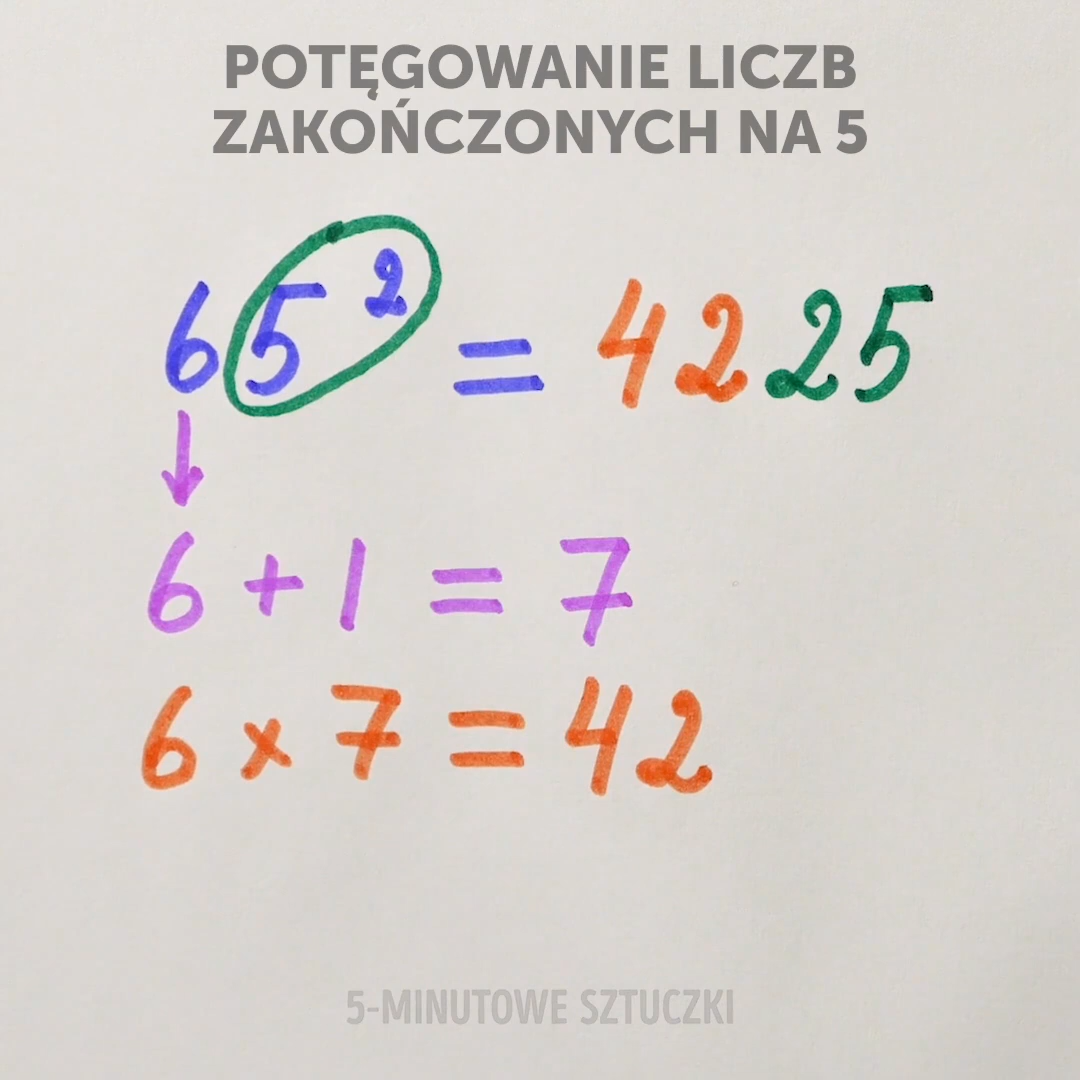 POTĘGOWANIE LICZB
ZAKOŃCZONYCH NA 5
65² = 4225
6 + 1 = 7
6 × 7 = 42
5-MINUTOWE SZTUCZKI